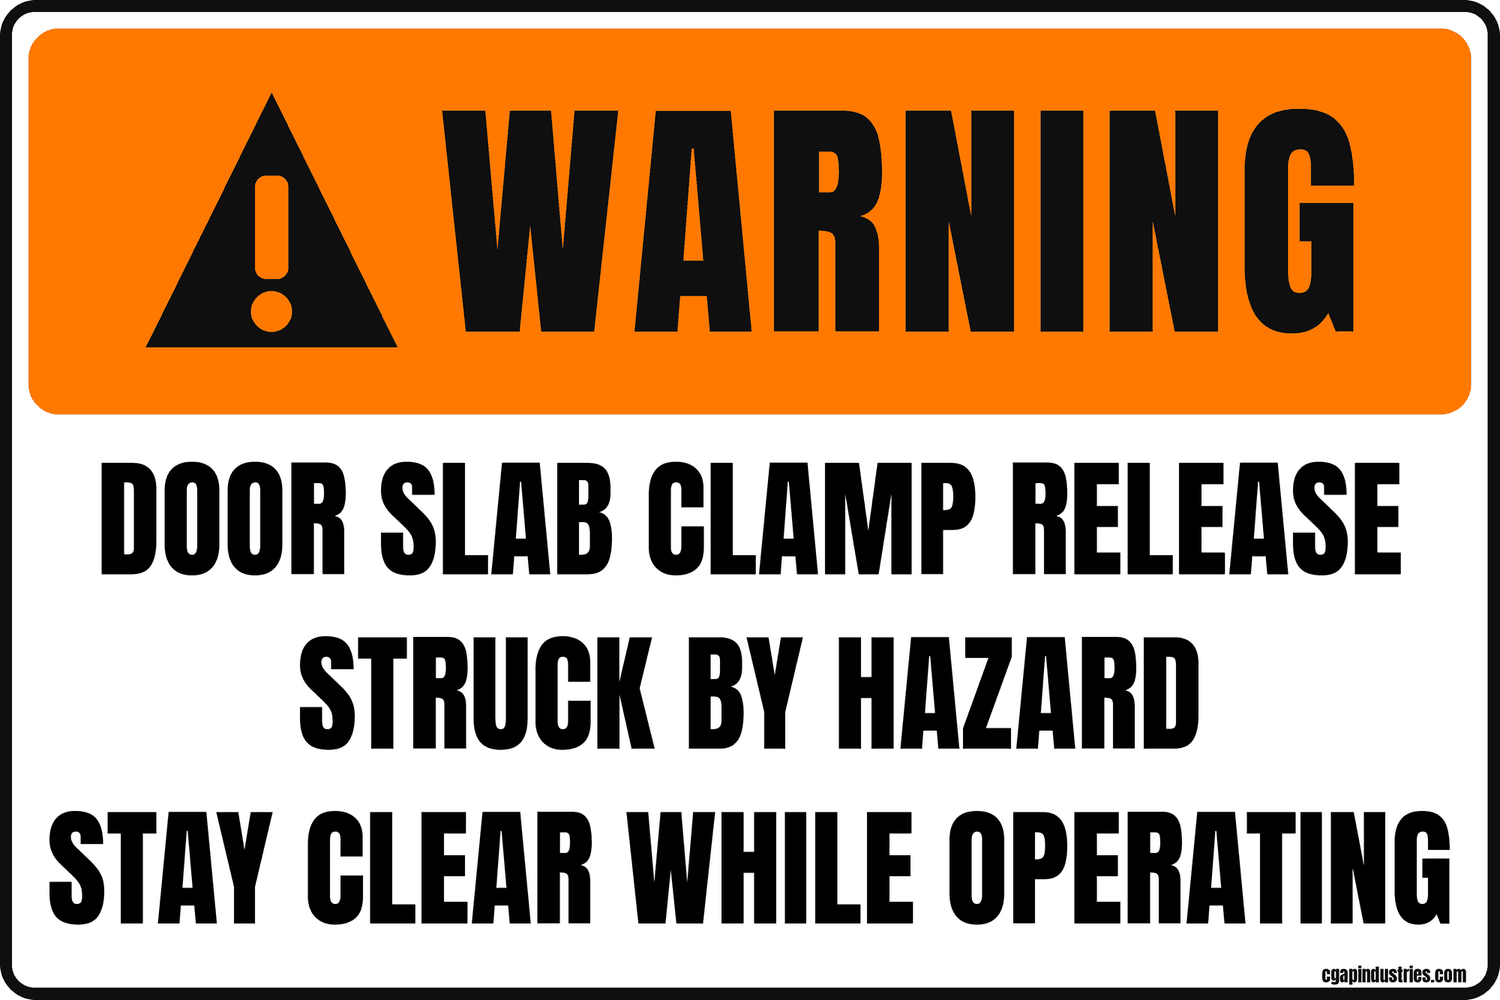 WARNING
DOOR SLAB CLAMP RELEASE
STRUCK BY HAZARD
STAY CLEAR WHILE OPERATING
cgapindustries.com